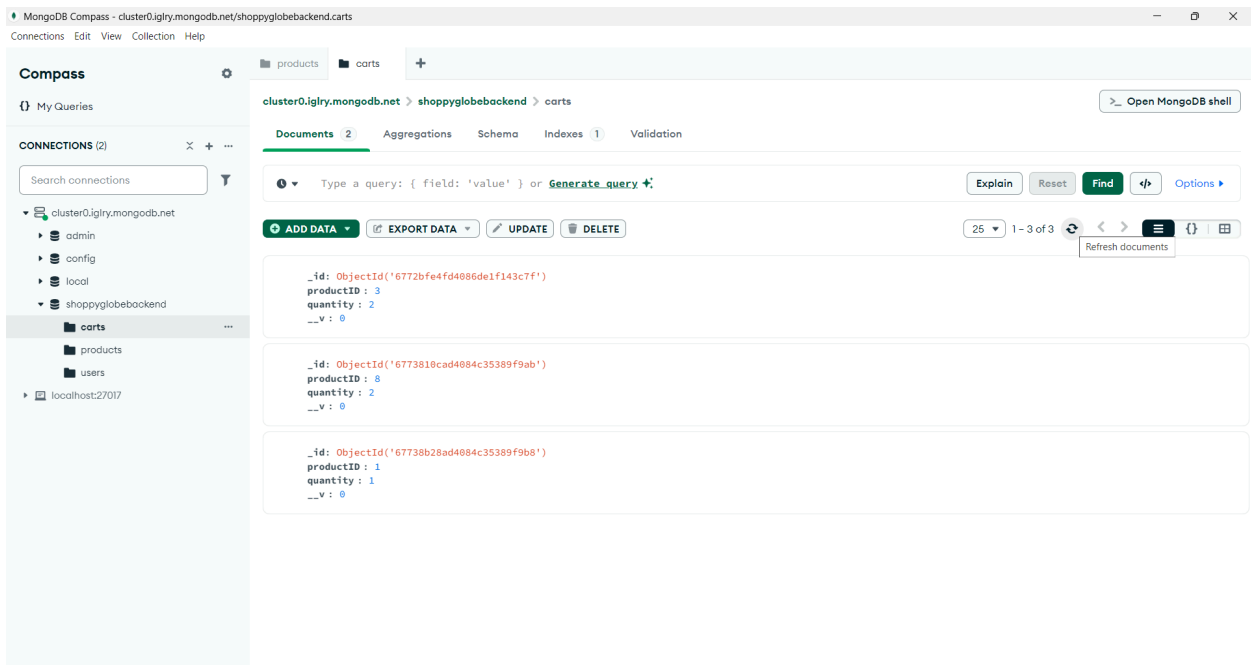 MongoDB Compass - cluster0.iglry.mongodb.net/shoppyglobebackend.carts
Connections Edit View Collection Help
Compass
{} My Queries
CONNECTIONS (2)
Search connections
cluster0.iglry.mongodb.net
admin
config
local
shoppyglobebackend
carts
products
users
localhost:27017
products carts
cluster0.iglry.mongodb.net > shoppyglobebackend > carts
>_ Open MongoDB shell
Documents 2 Aggregations Schema Indexes 1 Validation
Type a query: { field: 'value' } or Generate query
Explain Reset Find </> Options
ADD DATA EXPORT DATA UPDATE DELETE
25 1 – 3 of 3 {}
Refresh documents
_id: ObjectId('6772bfe4fd4086de1f143c7f')
productID : 3
quantity : 2
__v : 0
_id: ObjectId('6773810cad4084c35389f9ab')
productID : 8
quantity : 2
__v : 0
_id: ObjectId('67738b28ad4084c35389f9b8')
productID : 1
quantity : 1
__v : 0